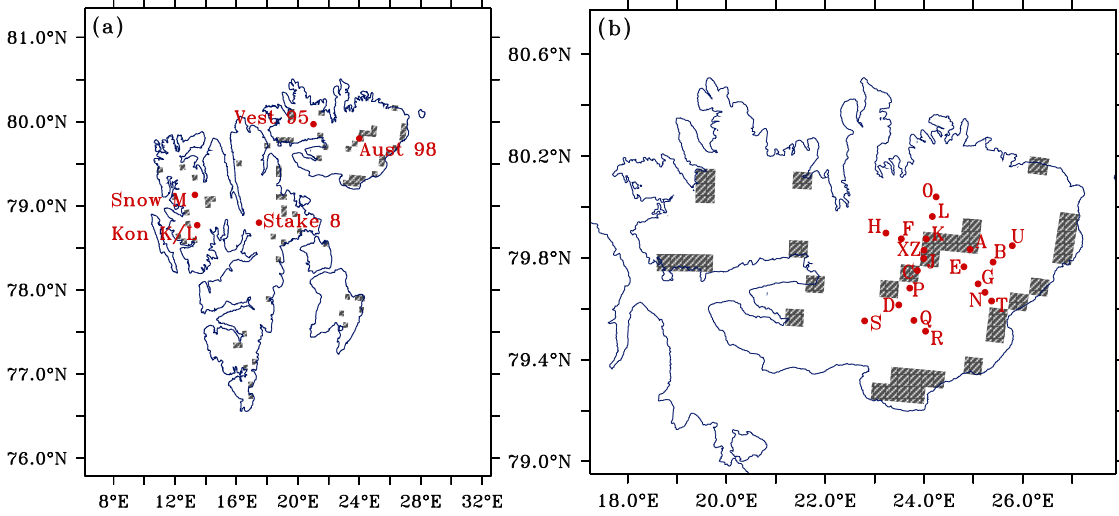 (a)
81.0°N
80.0°N
79.0°N
78.0°N
77.0°N
76.0°N
8°E 12°E 16°E 20°E 24°E 28°E 32°E
Vest 95
Aust 98
Snow M
Stake 8
Kon K/L
(b)
80.6°N
80.2°N
79.8°N
79.4°N
79.0°N
18.0°E 20.0°E 22.0°E 24.0°E 26.0°E
O
L
H F K U
XZ A
J B
C E G
P
D N T
S Q
R